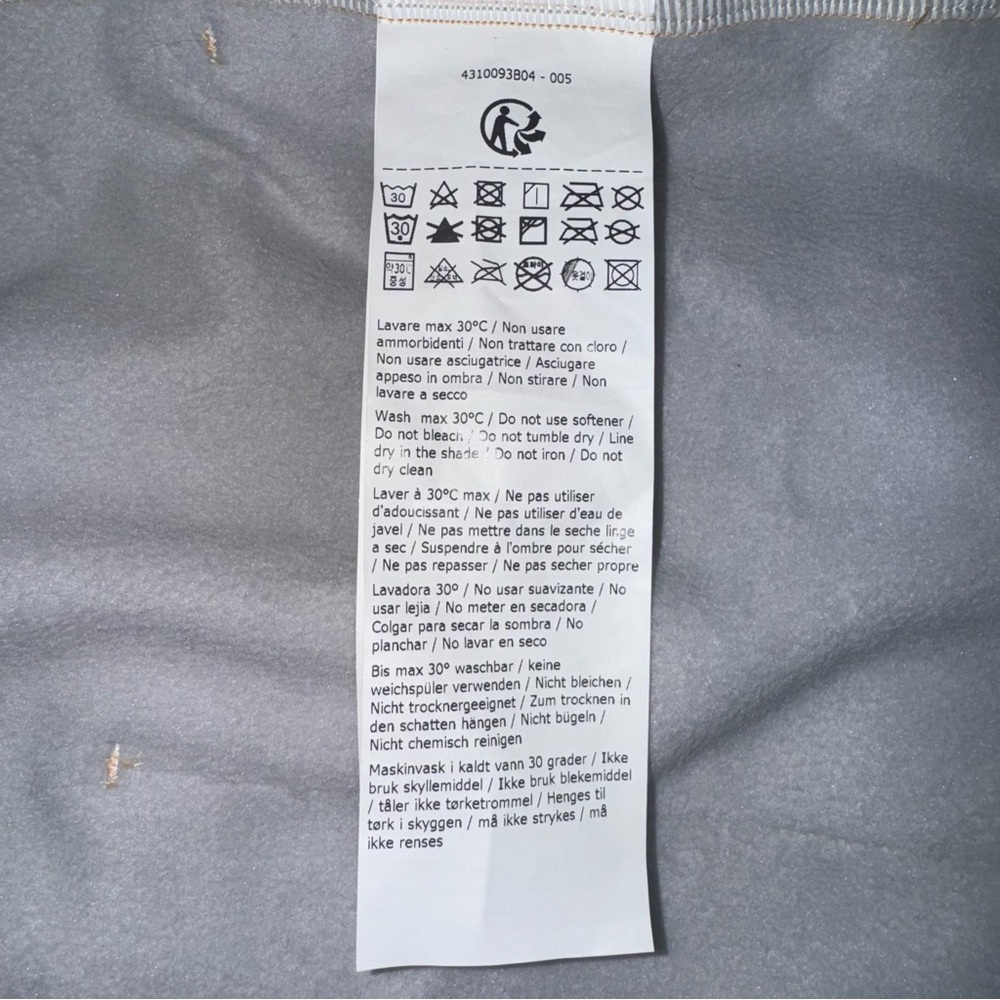 4310093B04 - 005
30
30
약30℃
중성
Lavare max 30°C / Non usare
ammorbidenti / Non trattare con cloro /
Non usare asciugatrice / Asciugare
appeso in ombra / Non stirare / Non
lavare a secco
Wash max 30°C / Do not use softener /
Do not bleach / Do not tumble dry / Line
dry in the shade / Do not iron / Do not
dry clean
Laver à 30°C max / Ne pas utiliser
d'adoucissant / Ne pas utiliser d'eau de
javel / Ne pas mettre dans le seche linge
a sec / Suspendre à l'ombre pour sécher
/ Ne pas repasser / Ne pas secher propre
Lavadora 30º / No usar suavizante / No
usar lejia / No meter en secadora /
Colgar para secar la sombra / No
planchar / No lavar en seco
Bis max 30º waschbar / keine
weichspüler verwenden / Nicht bleichen /
Nicht trocknergeeignet / Zum trocknen in
den schatten hängen / Nicht bügeln /
Nicht chemisch reinigen
Maskinvask i kaldt vann 30 grader / Ikke
bruk skyllemiddel / Ikke bruk blekemiddel
/ tåler ikke tørketrommel / Henges til
tørk i skyggen / må ikke strykes / må
ikke renses